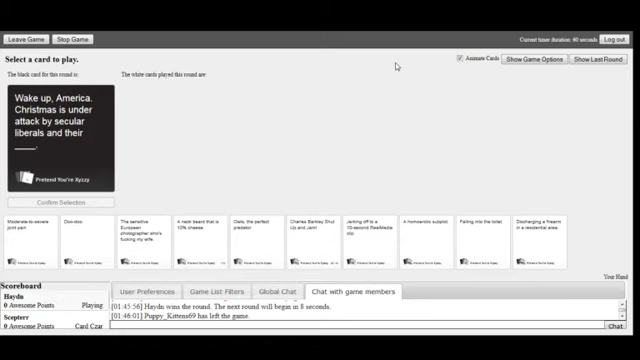 Leave Game Stop Game Current timer duration: 60 seconds Log out
Select a card to play. Animate Cards Show Game Options Show Last Round
The black card for this round is: The white cards played this round are:
Wake up, America.
Christmas is under
attack by secular
liberals and their
____.
Pretend You're Xyzzy
Confirm Selection
Moderate-to-severe
joint pain
Doo-doo.
The sensitive
European
photographer who's
fucking my wife.
A neck beard that is
10% cheese.
Owls, the perfect
predator
Charles Barkley Shut
Up and Jam!
Jerking off to a
10-second RealMedia
clip.
A homoerotic subplot
Falling into the toilet
Discharging a firearm
in a residential area.
Your Hand
Scoreboard
User Preferences Game List Filters Global Chat Chat with game members
Haydn
0 Awesome Points Playing
Scepterr
0 Awesome Points Card Czar
[01:45:56] Haydn wins the round. The next round will begin in 8 seconds.
[01:46:01] Puppy_Kittens69 has left the game.
Chat